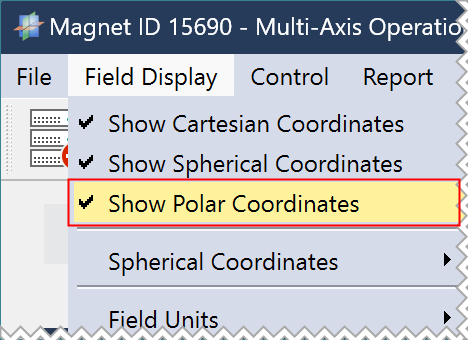 Magnet ID 15690 - Multi-Axis Operatio
File Field Display Control Report
Show Cartesian Coordinates
Show Spherical Coordinates
Show Polar Coordinates
Spherical Coordinates
Field Units